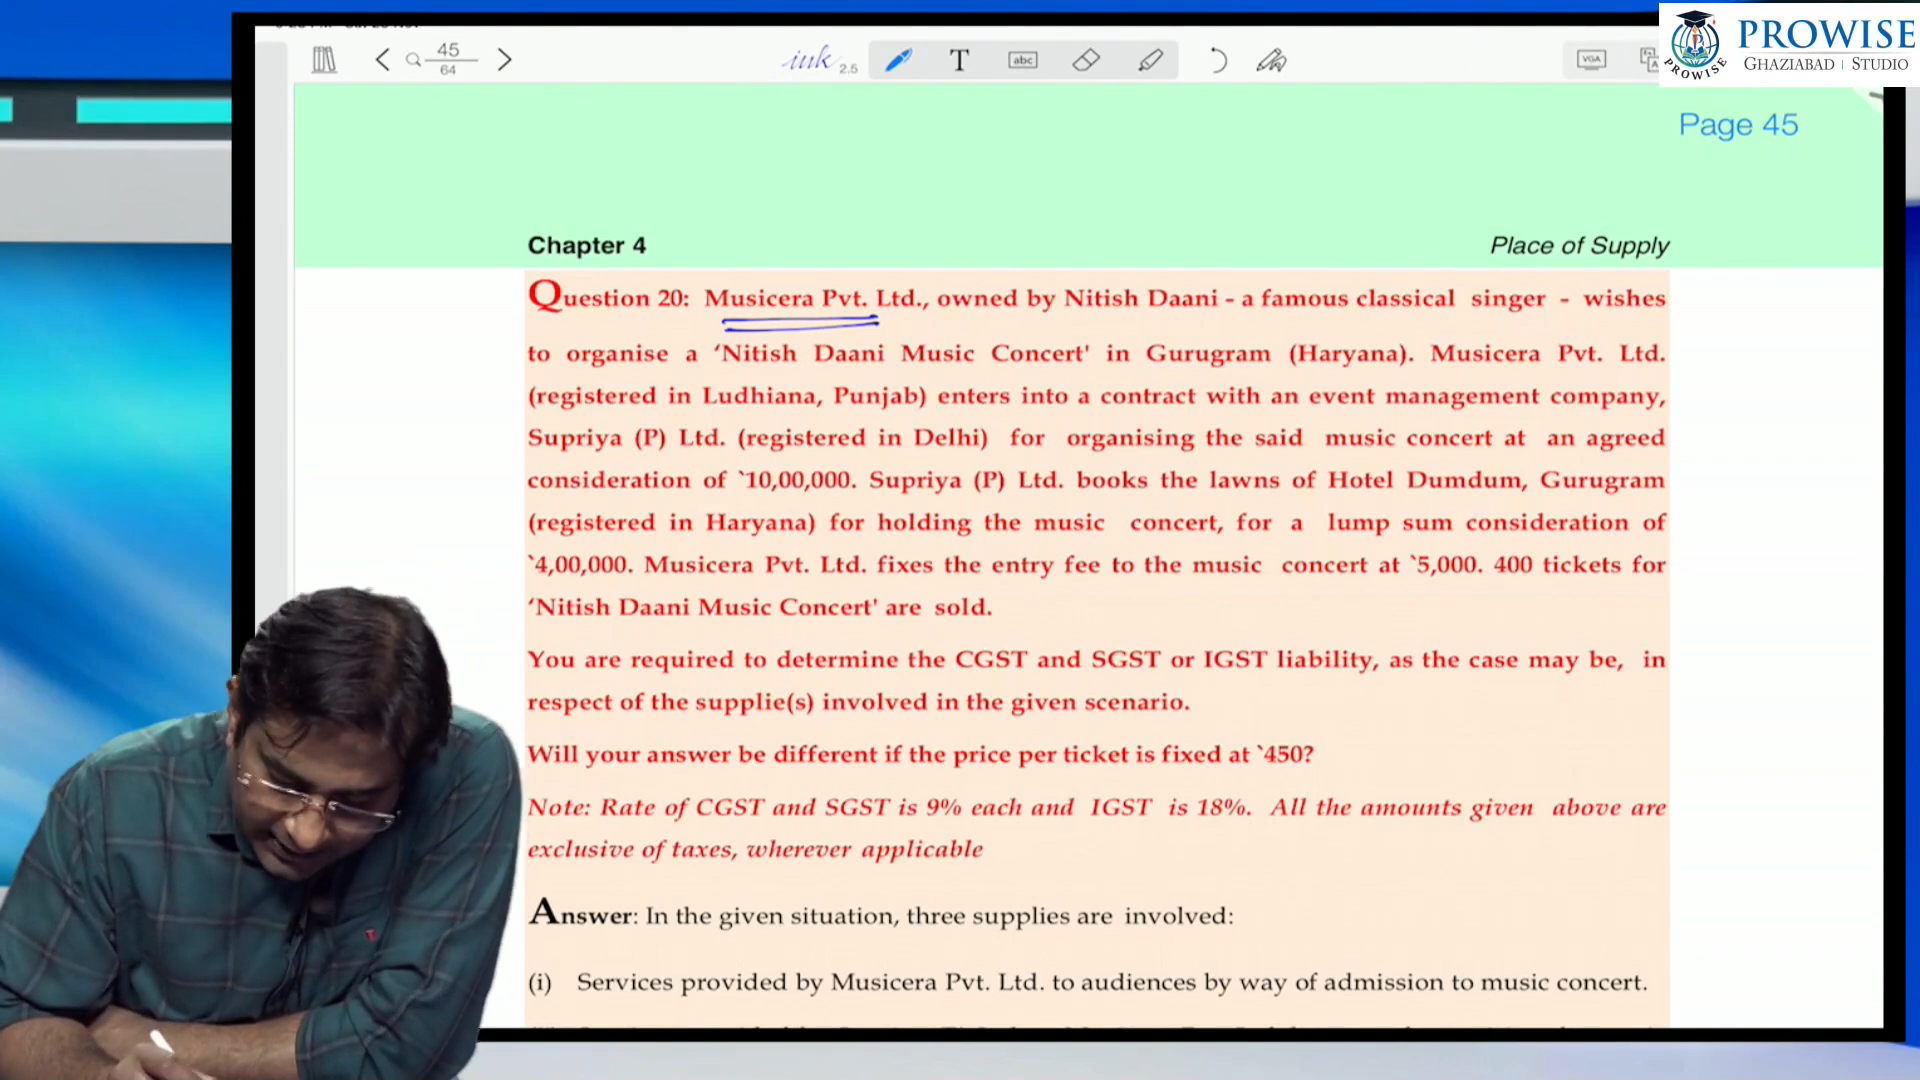 45
64
ink 2.5
T
abc
VGA
PROWISE
PROWISE
GHAZIABAD | STUDIO
Page 45
Chapter 4
Place of Supply
Question 20: Musicera Pvt. Ltd., owned by Nitish Daani - a famous classical singer - wishes
to organise a ‘Nitish Daani Music Concert' in Gurugram (Haryana). Musicera Pvt. Ltd.
(registered in Ludhiana, Punjab) enters into a contract with an event management company,
Supriya (P) Ltd. (registered in Delhi) for organising the said music concert at an agreed
consideration of `10,00,000. Supriya (P) Ltd. books the lawns of Hotel Dumdum, Gurugram
(registered in Haryana) for holding the music concert, for a lump sum consideration of
`4,00,000. Musicera Pvt. Ltd. fixes the entry fee to the music concert at `5,000. 400 tickets for
‘Nitish Daani Music Concert' are sold.
You are required to determine the CGST and SGST or IGST liability, as the case may be, in
respect of the supplie(s) involved in the given scenario.
Will your answer be different if the price per ticket is fixed at `450?
Note: Rate of CGST and SGST is 9% each and IGST is 18%. All the amounts given above are
exclusive of taxes, wherever applicable
Answer: In the given situation, three supplies are involved:
(i) Services provided by Musicera Pvt. Ltd. to audiences by way of admission to music concert.